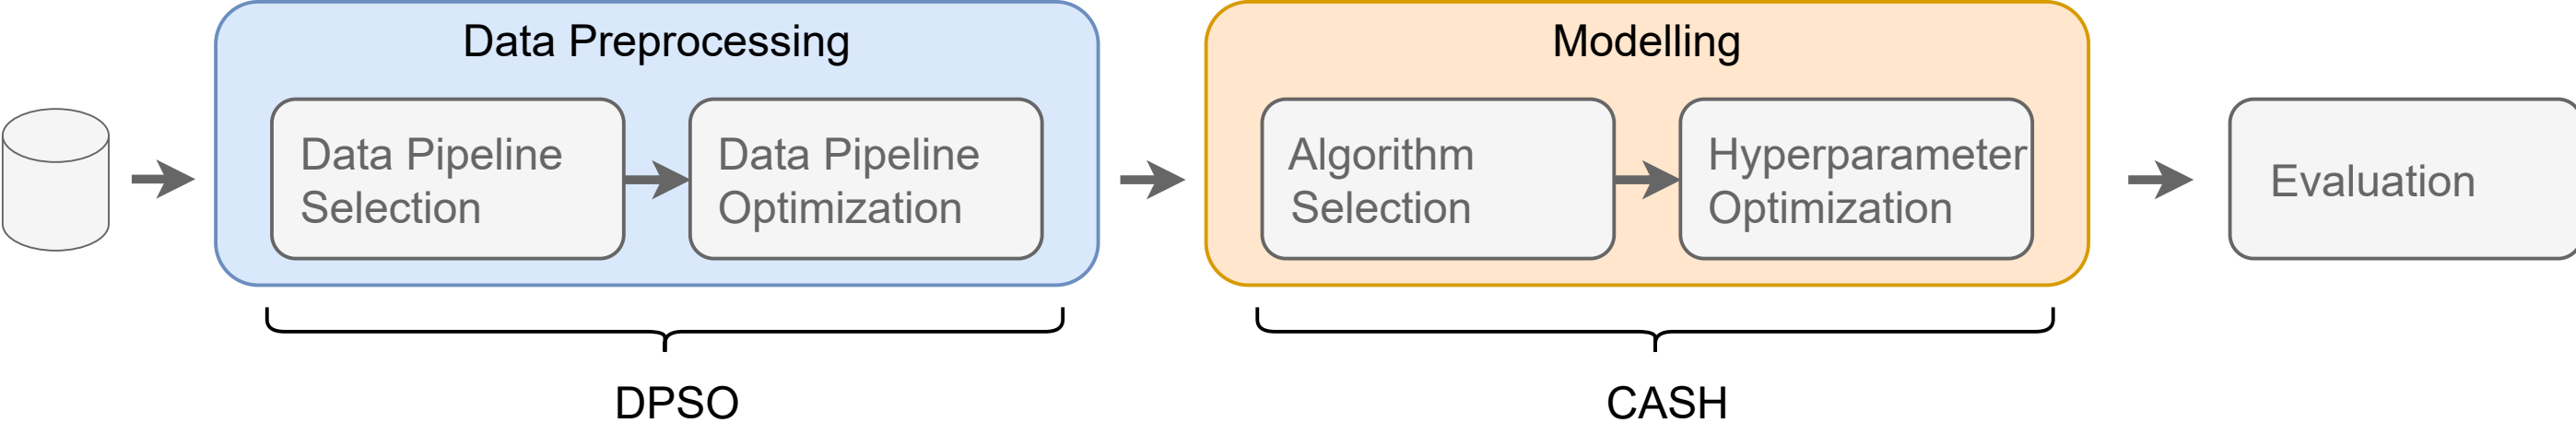 Data Preprocessing
Data Pipeline
Selection
Data Pipeline
Optimization
DPSO
Modelling
Algorithm
Selection
Hyperparameter
Optimization
CASH
Evaluation